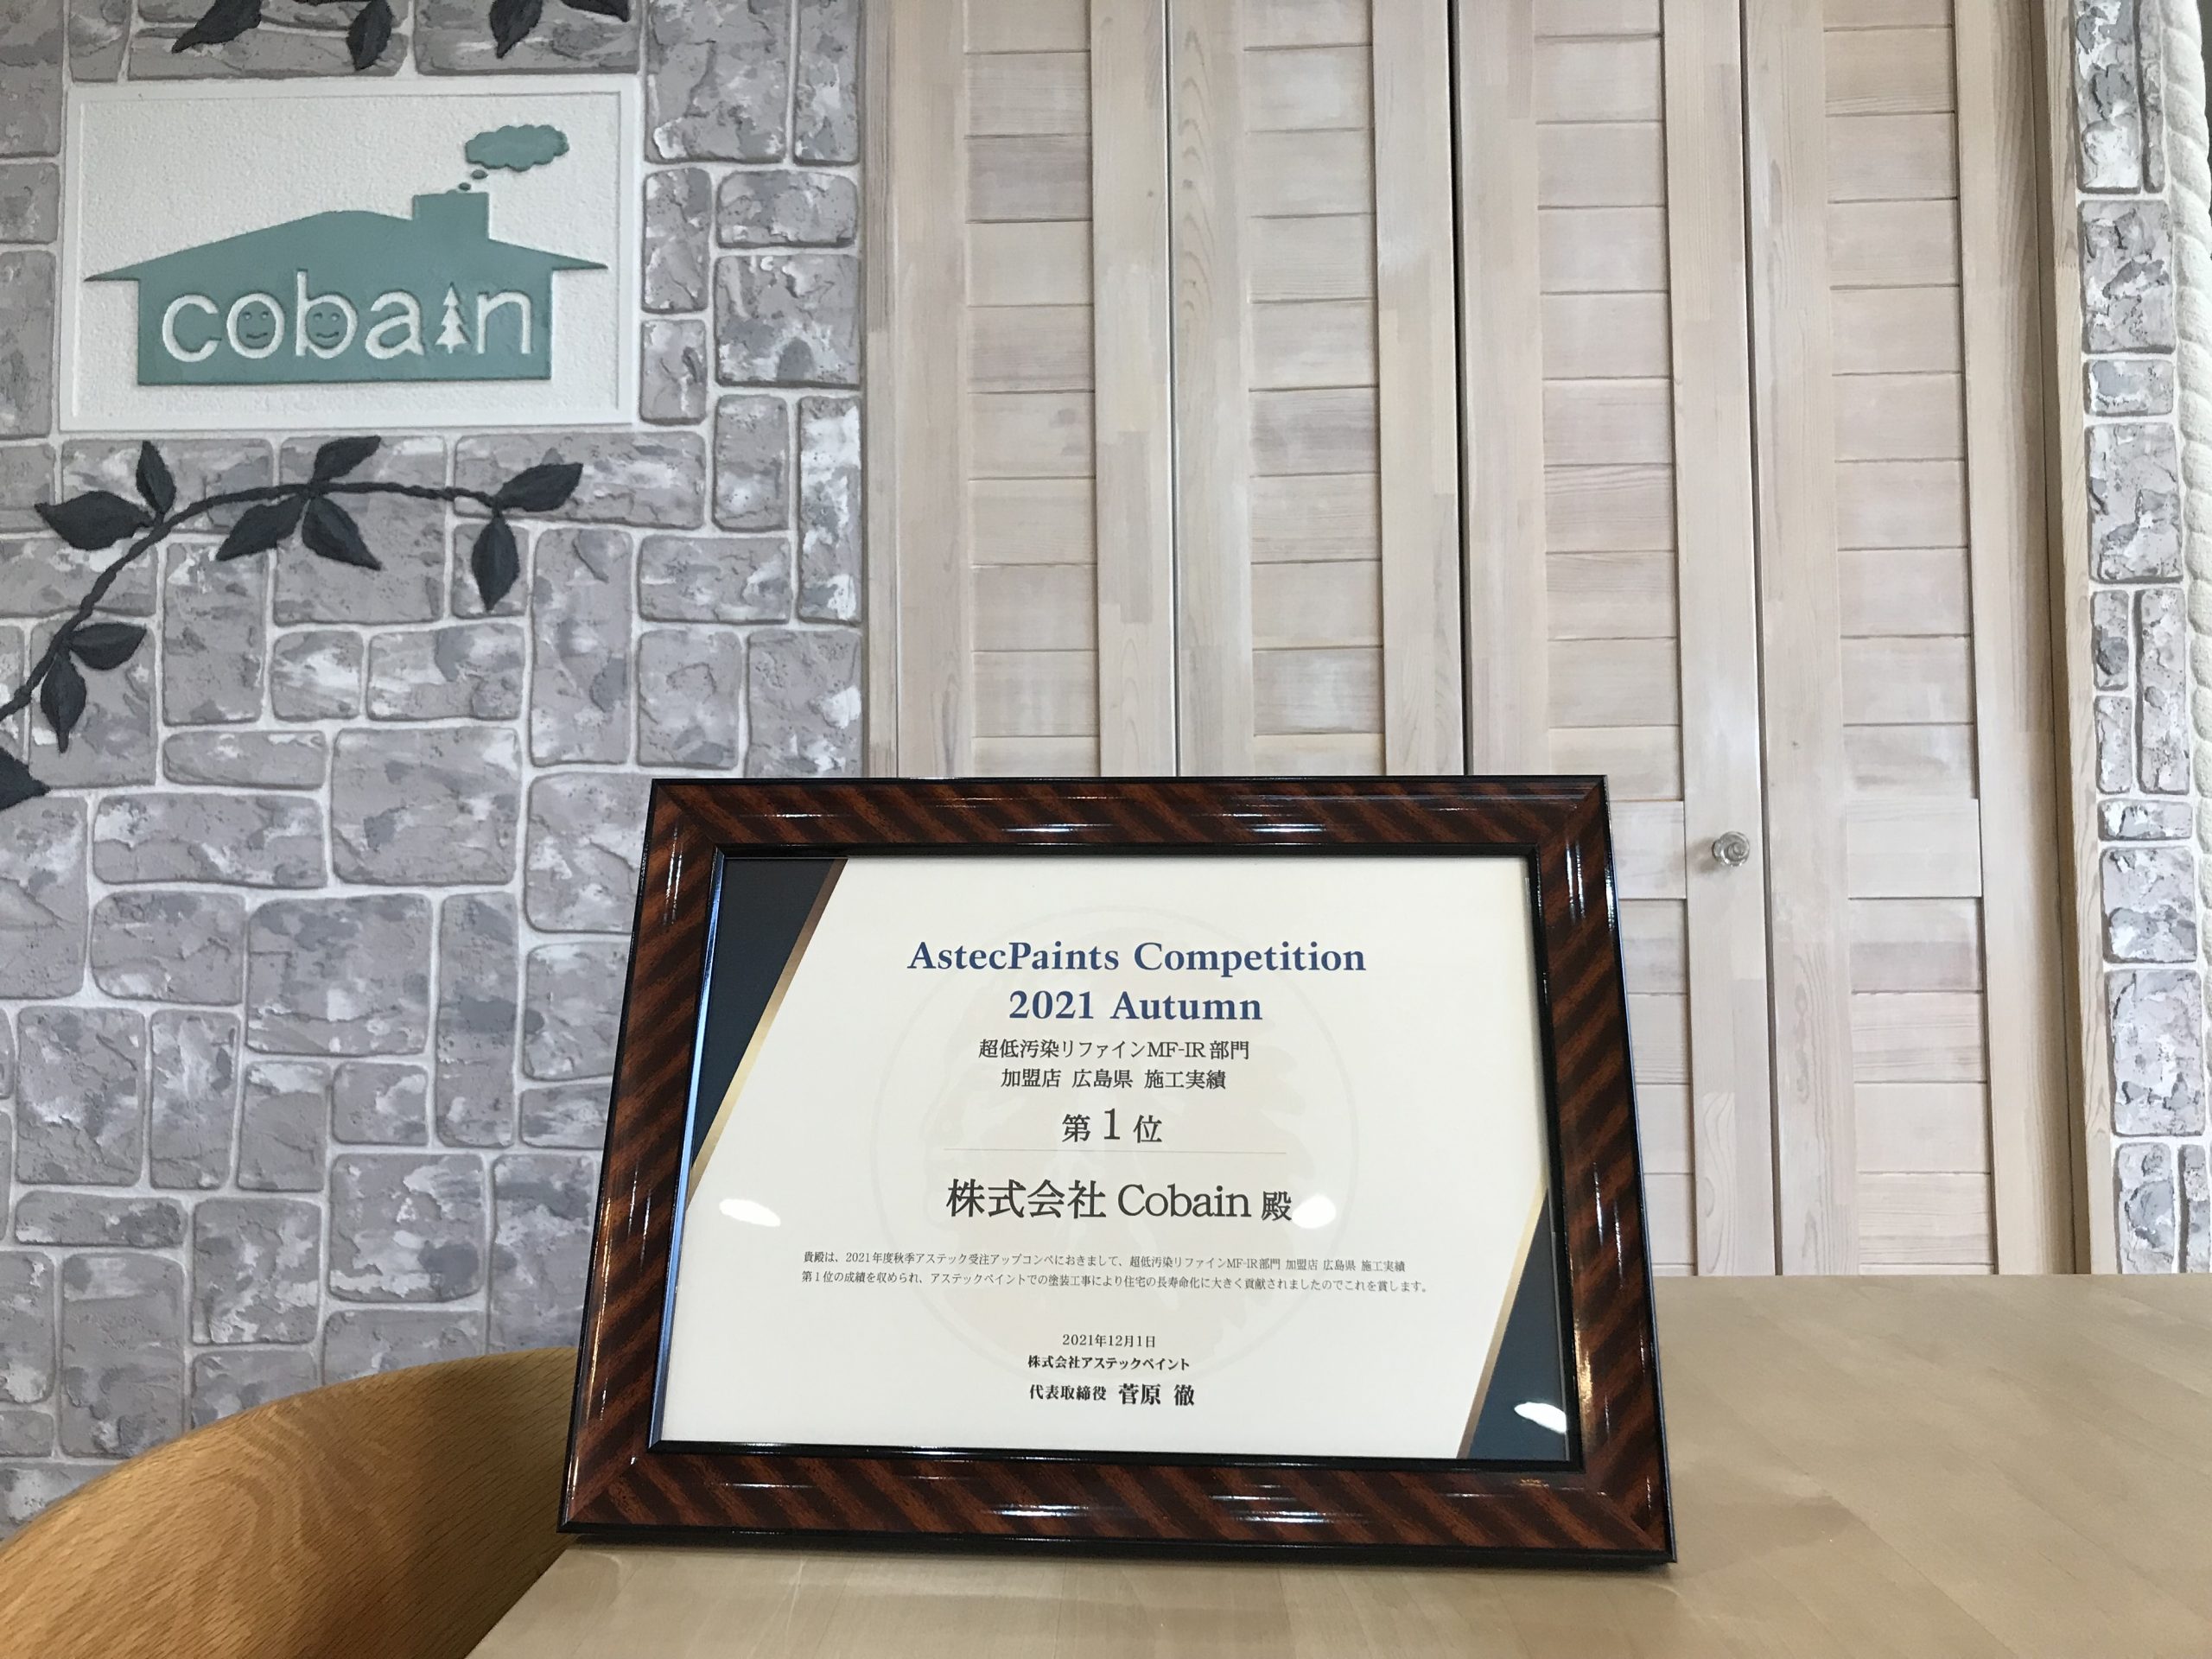 cobain
AstecPaints Competition
2021 Autumn
超低汚染リファインMF-IR部門
加盟店 広島県 施工実績
第1位
株式会社 Cobain 殿
貴殿は、2021年度秋季アステック受注アップコンペにおきまして、超低汚染リファインMF-IR部門 加盟店 広島県 施工実績
第1位の成績を収められ、アステックペイントでの塗装工事により住宅の長寿命化に大きく貢献されましたのでこれを賞します。
2021年12月1日
株式会社アステックペイント
代表取締役 菅原 徹